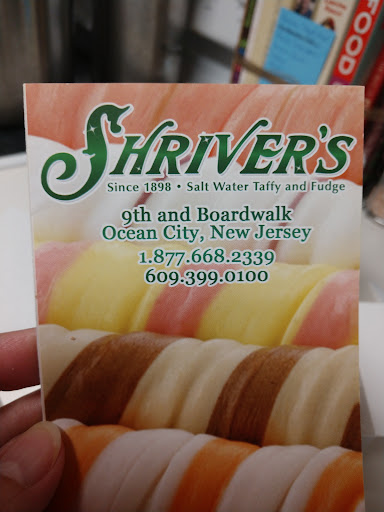 SHRIVER'S
Since 1898 • Salt Water Taffy and Fudge
9th and Boardwalk
Ocean City, New Jersey
1.877.668.2339
609.399.0100
FOOD